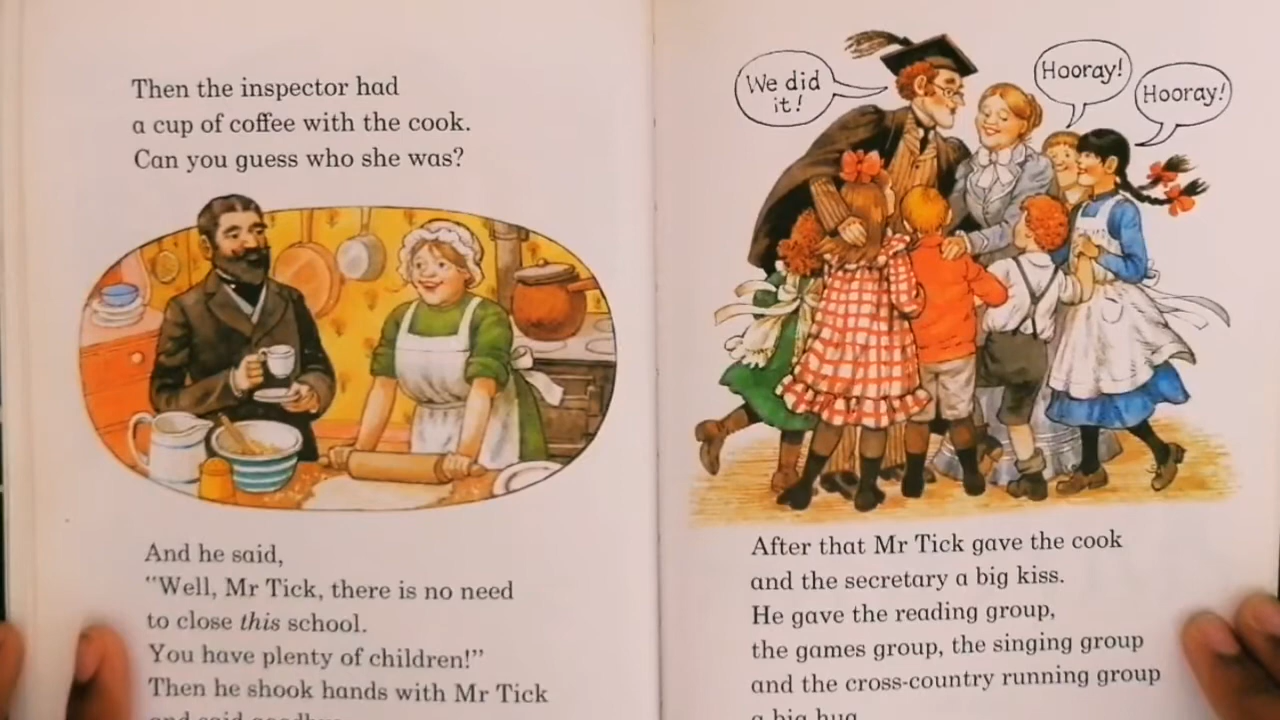 Then the inspector had
a cup of coffee with the cook.
Can you guess who she was?
And he said,
"Well, Mr Tick, there is no need
to close this school.
You have plenty of children!"
Then he shook hands with Mr Tick
We did
it!
Hooray!
Hooray!
After that Mr Tick gave the cook
and the secretary a big kiss.
He gave the reading group,
the games group, the singing group
and the cross-country running group
a big hug